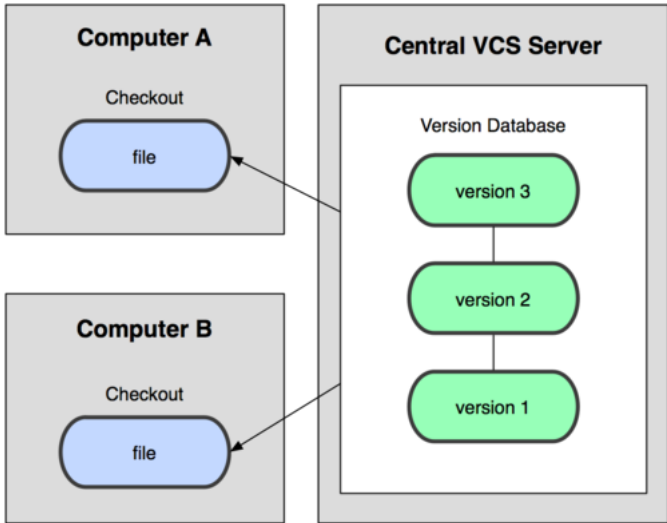 Computer A
Checkout
file
Computer B
Checkout
file
Central VCS Server
Version Database
version 3
version 2
version 1